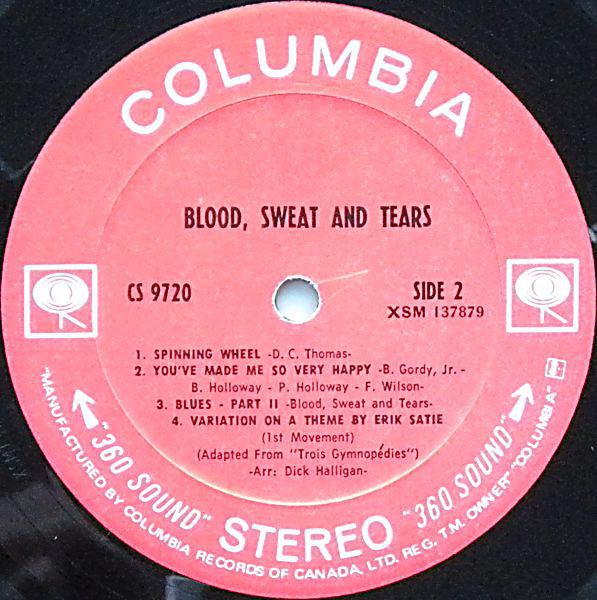 COLUMBIA
BLOOD, SWEAT AND TEARS
CS 9720
SIDE 2
XSM 137879
1. SPINNING WHEEL -D. C. Thomas-
2. YOU'VE MADE ME SO VERY HAPPY -B. Gordy, Jr. -
B. Holloway - P. Holloway - F. Wilson-
3. BLUES - PART II -Blood, Sweat and Tears-
4. VARIATION ON A THEME BY ERIK SATIE
(1st Movement)
(Adapted From "Trois Gymnopédies")
-Arr: Dick Halligan-
"360 SOUND" STEREO "360 SOUND"
"MANUFACTURED BY COLUMBIA RECORDS OF CANADA, LTD. REG. T.M. OWNER" "COLUMBIA"